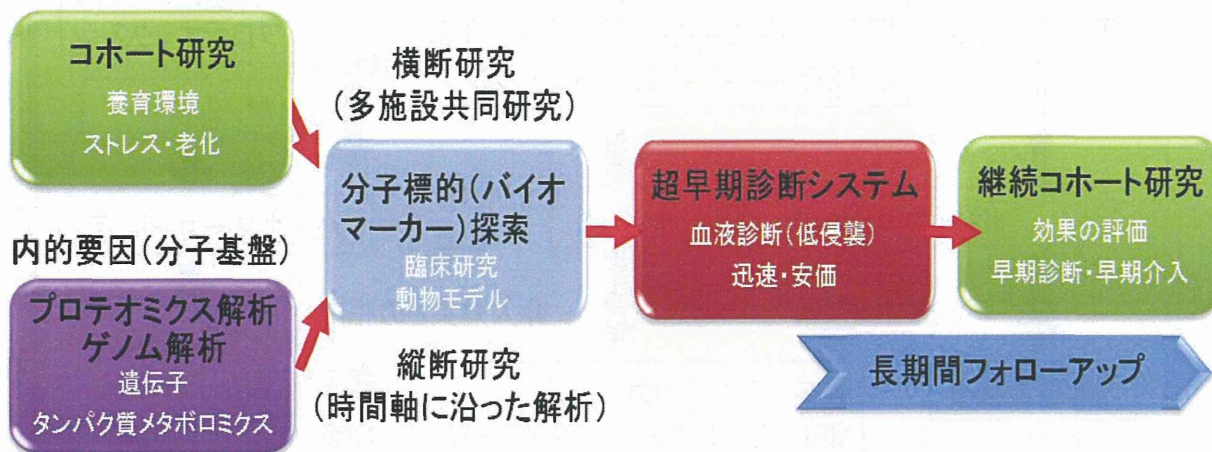 コホート研究
養育環境
ストレス・老化
内的要因(分子基盤)
プロテオミクス解析
ゲノム解析
遺伝子
タンパク質メタボロミクス
横断研究
(多施設共同研究)
分子標的(バイオ
マーカー)探索
臨床研究
動物モデル
縦断研究
(時間軸に沿った解析)
超早期診断システム
血液診断(低侵襲)
迅速・安価
継続コホート研究
効果の評価
早期診断・早期介入
長期間フォローアップ